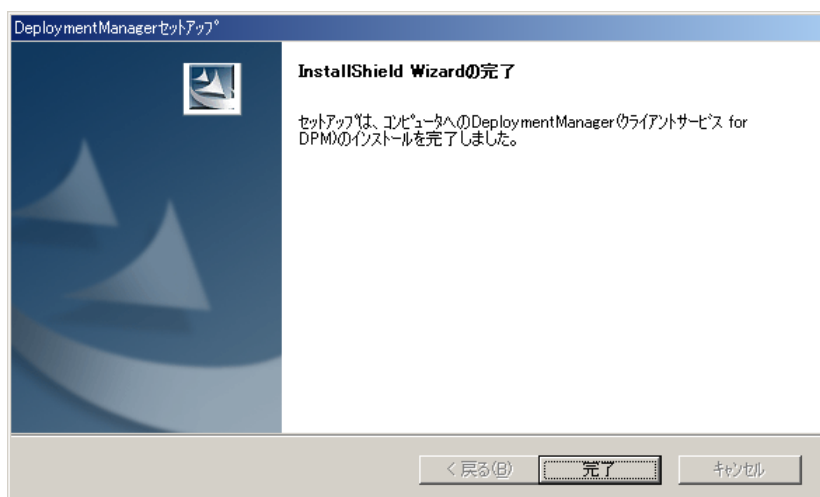 DeploymentManagerｾｯﾄｱｯﾌﾟ
InstallShield Wizardの完了
ｾｯﾄｱｯﾌﾟは、ｺﾝﾋﾟｭｰﾀへのDeploymentManager(ｸﾗｲｱﾝﾄｻｰﾋﾞｽ for
DPM)のｲﾝｽﾄｰﾙを完了しました。
< 戻る(B)
完了
ｷｬﾝｾﾙ